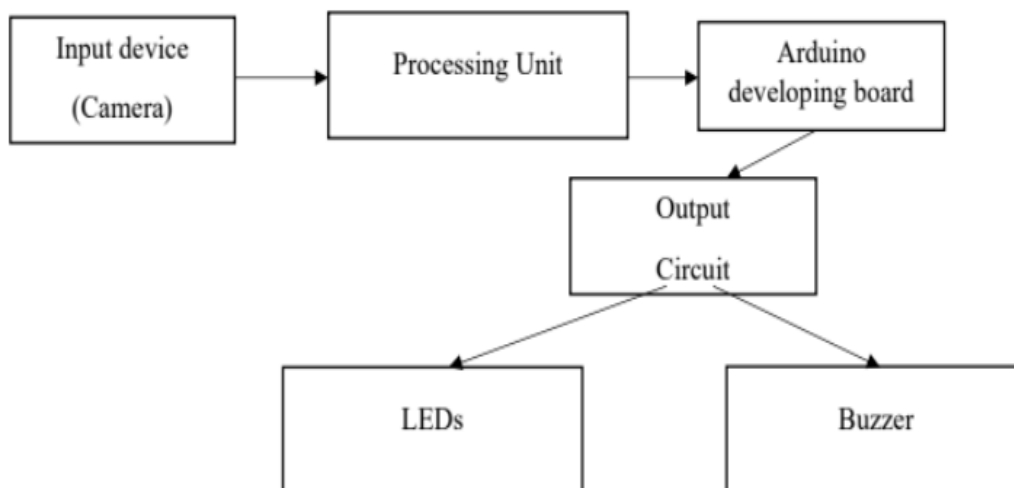 Input device
(Camera)
Processing Unit
Arduino
developing board
Output
Circuit
LEDs
Buzzer